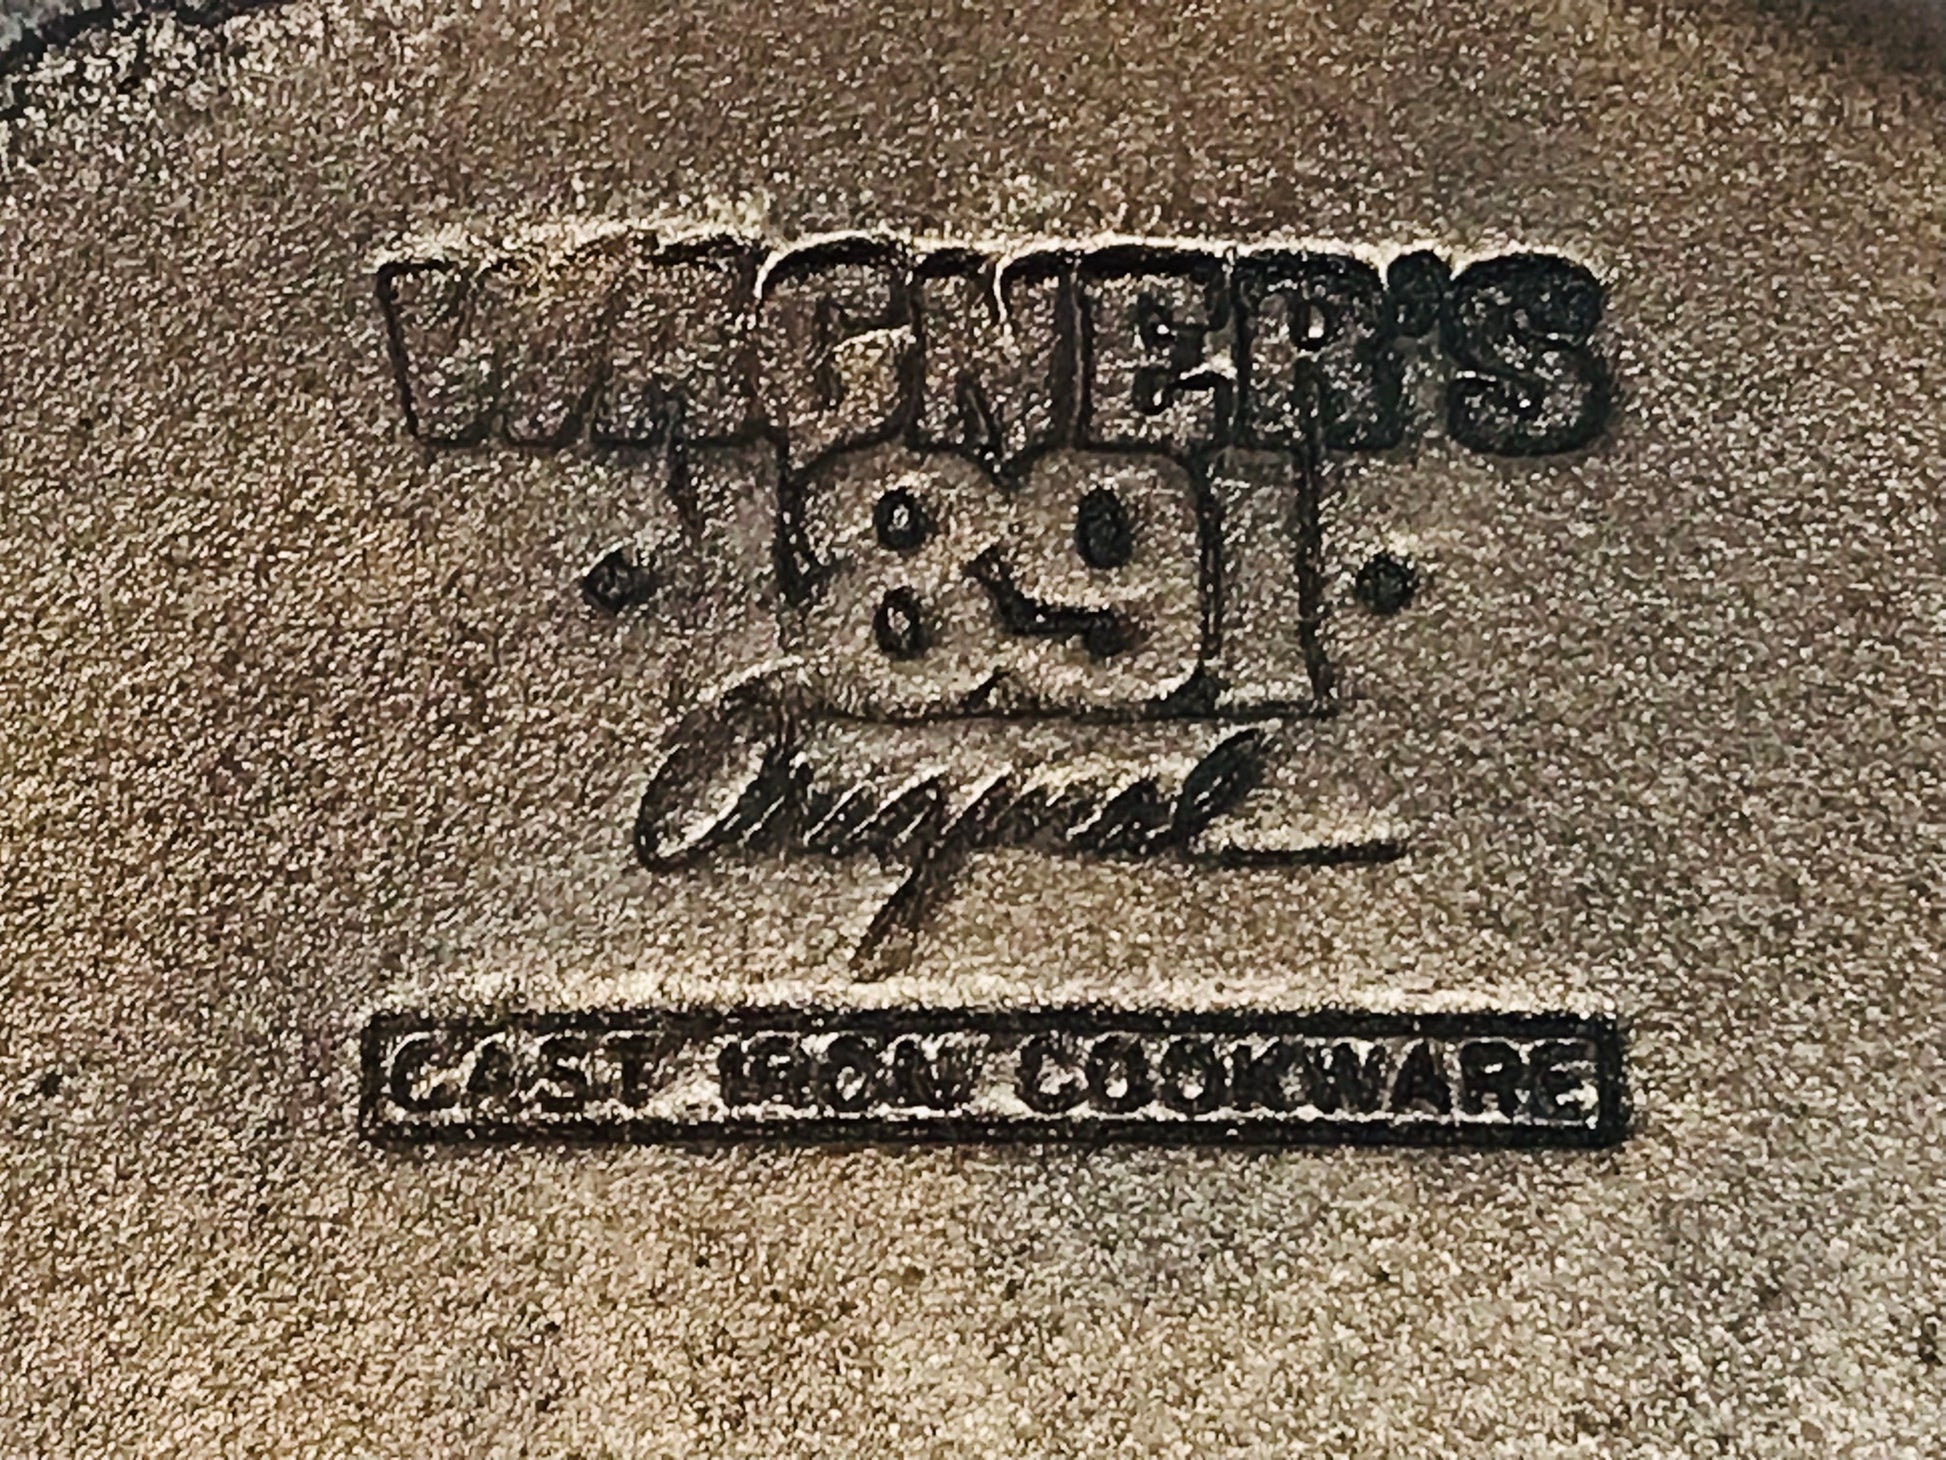 WAGNER'S
• 1891 •
Original
CAST IRON COOKWARE